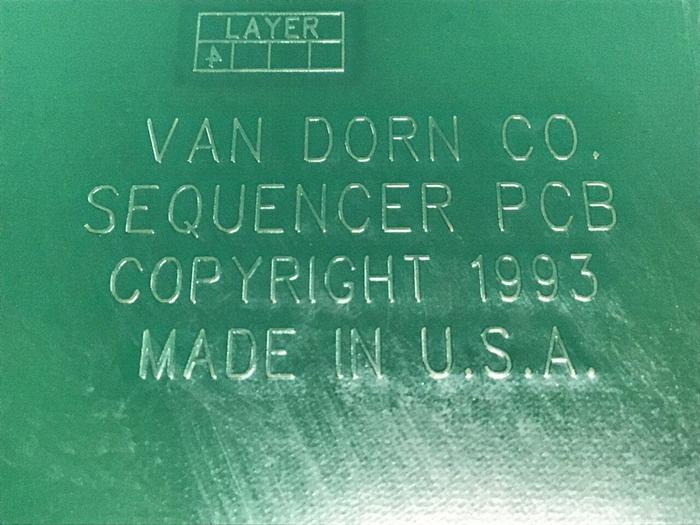 LAYER
4
VAN DORN CO.
SEQUENCER PCB
COPYRIGHT 1993
MADE IN U.S.A.